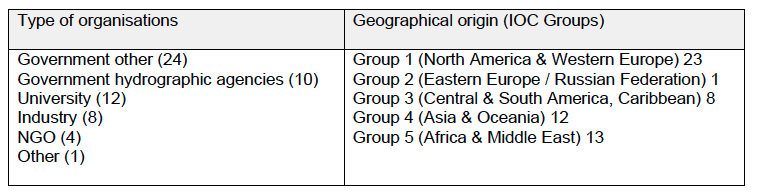 Type of organisations
Geographical origin (IOC Groups)
Government other (24)
Government hydrographic agencies (10)
University (12)
Industry (8)
NGO (4)
Other (1)
Group 1 (North America & Western Europe) 23
Group 2 (Eastern Europe / Russian Federation) 1
Group 3 (Central & South America, Caribbean) 8
Group 4 (Asia & Oceania) 12
Group 5 (Africa & Middle East) 13